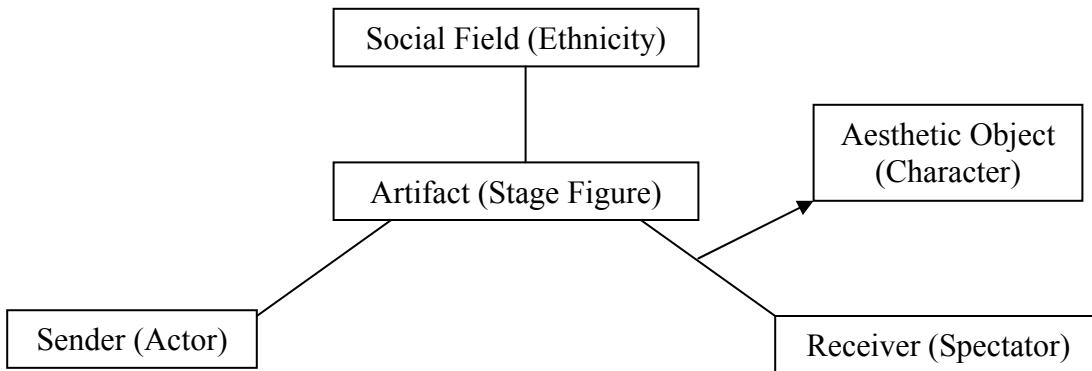 Social Field (Ethnicity)
Aesthetic Object
(Character)
Artifact (Stage Figure)
Sender (Actor)
Receiver (Spectator)